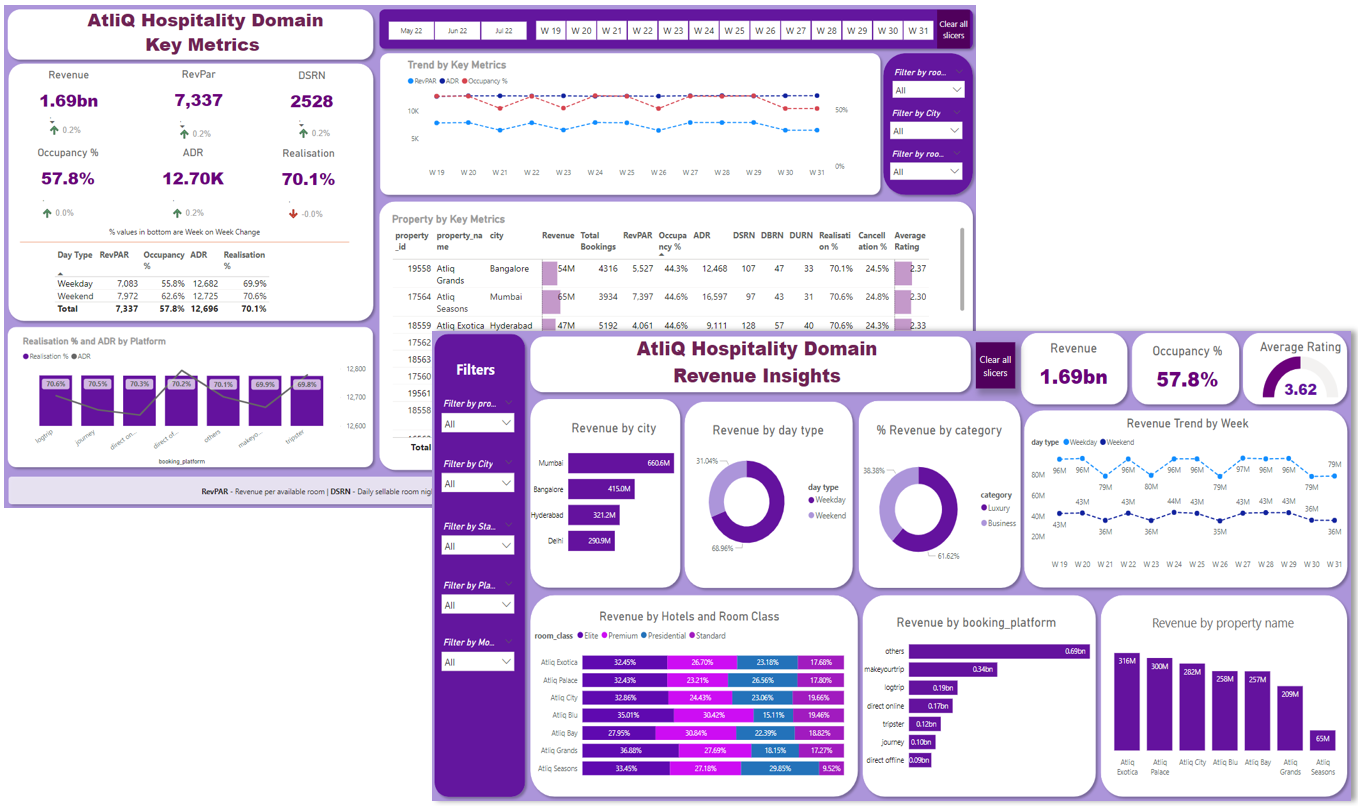 AtliQ Hospitality Domain
Key Metrics
Revenue RevPar DSRN
1.69bn 7,337 2528
0.2% 0.2% 0.2%
Occupancy % ADR Realisation
57.8% 12.70K 70.1%
0.0% 0.2% -0.0%
% values in bottom are Week on Week Change
Day Type RevPAR Occupancy % ADR Realisation %
Weekday 7,083 55.8% 12,682 69.9%
Weekend 7,972 62.6% 12,725 70.6%
Total 7,337 57.8% 12,696 70.1%
Realisation % and ADR by Platform
Realisation % ADR
70.6% 70.5% 70.3% 70.2% 70.1% 69.9% 69.8%
12,800
12,700
12,600
logtrip journey direct on... direct of... others makeyo... tripster
booking_platform
RevPAR - Revenue per available room | DSRN - Daily sellable room nigh
May 22 Jun 22 Jul 22 W 19 W 20 W 21 W 22 W 23 W 24 W 25 W 26 W 27 W 28 W 29 W 30 W 31
Clear all
slicers
Trend by Key Metrics
RevPAR ADR Occupancy %
10K
5K
50%
0%
W 19 W 20 W 21 W 22 W 23 W 24 W 25 W 26 W 27 W 28 W 29 W 30 W 31
Filter by roo...
All
Filter by City
All
Filter by roo...
All
Property by Key Metrics
property_id property_name city Revenue Total Bookings RevPAR Occupancy % ADR DSRN DBRN DURN Realisation % Cancellation % Average Rating
19558 Atliq Grands Bangalore 54M 4316 5,527 44.3% 12,468 107 47 33 70.1% 24.5% 2.37
17564 Atliq Seasons Mumbai 65M 3934 7,397 44.6% 16,597 97 43 31 70.6% 24.8% 2.30
18559 Atliq Exotica Hyderabad 47M 5192 4,061 44.6% 9,111 128 57 40 70.6% 24.3% 2.33
17562
18563
17560
19561
18558
Total
Filters
Filter by pro...
All
Filter by City
All
Filter by Sta...
All
Filter by Pla...
All
Filter by Mo...
All
AtliQ Hospitality Domain
Revenue Insights
Clear all
slicers
Revenue
1.69bn
Occupancy %
57.8%
Average Rating
3.62
Revenue by city
Mumbai 660.6M
Bangalore 415.0M
Hyderabad 321.2M
Delhi 290.9M
Revenue by day type
31.04%
68.96%
day type
Weekday
Weekend
% Revenue by category
38.38%
61.62%
category
Luxury
Business
Revenue Trend by Week
day type Weekday Weekend
80M
60M
40M
20M
96M 96M 79M 96M 80M 96M 96M 79M 97M 96M 96M 79M 79M
43M 43M 36M 43M 36M 44M 43M 35M 43M 43M 43M 36M 36M
W 19 W 20 W 21 W 22 W 23 W 24 W 25 W 26 W 27 W 28 W 29 W 30 W 31
Revenue by Hotels and Room Class
room_class Elite Premium Presidential Standard
Atliq Exotica 32.45% 26.70% 23.18% 17.68%
Atliq Palace 32.43% 23.21% 26.56% 17.80%
Atliq City 32.86% 24.43% 23.06% 19.66%
Atliq Blu 35.01% 30.42% 15.11% 19.46%
Atliq Bay 27.95% 30.84% 22.39% 18.82%
Atliq Grands 36.88% 27.69% 18.15% 17.27%
Atliq Seasons 33.45% 27.18% 29.85% 9.52%
Revenue by booking_platform
others 0.69bn
makeyourtrip 0.34bn
logtrip 0.19bn
direct online 0.17bn
tripster 0.12bn
journey 0.10bn
direct offline 0.09bn
Revenue by property name
316M 300M 282M 258M 257M 209M 65M
Atliq Exotica Atliq Palace Atliq City Atliq Blu Atliq Bay Atliq Grands Atliq Seasons